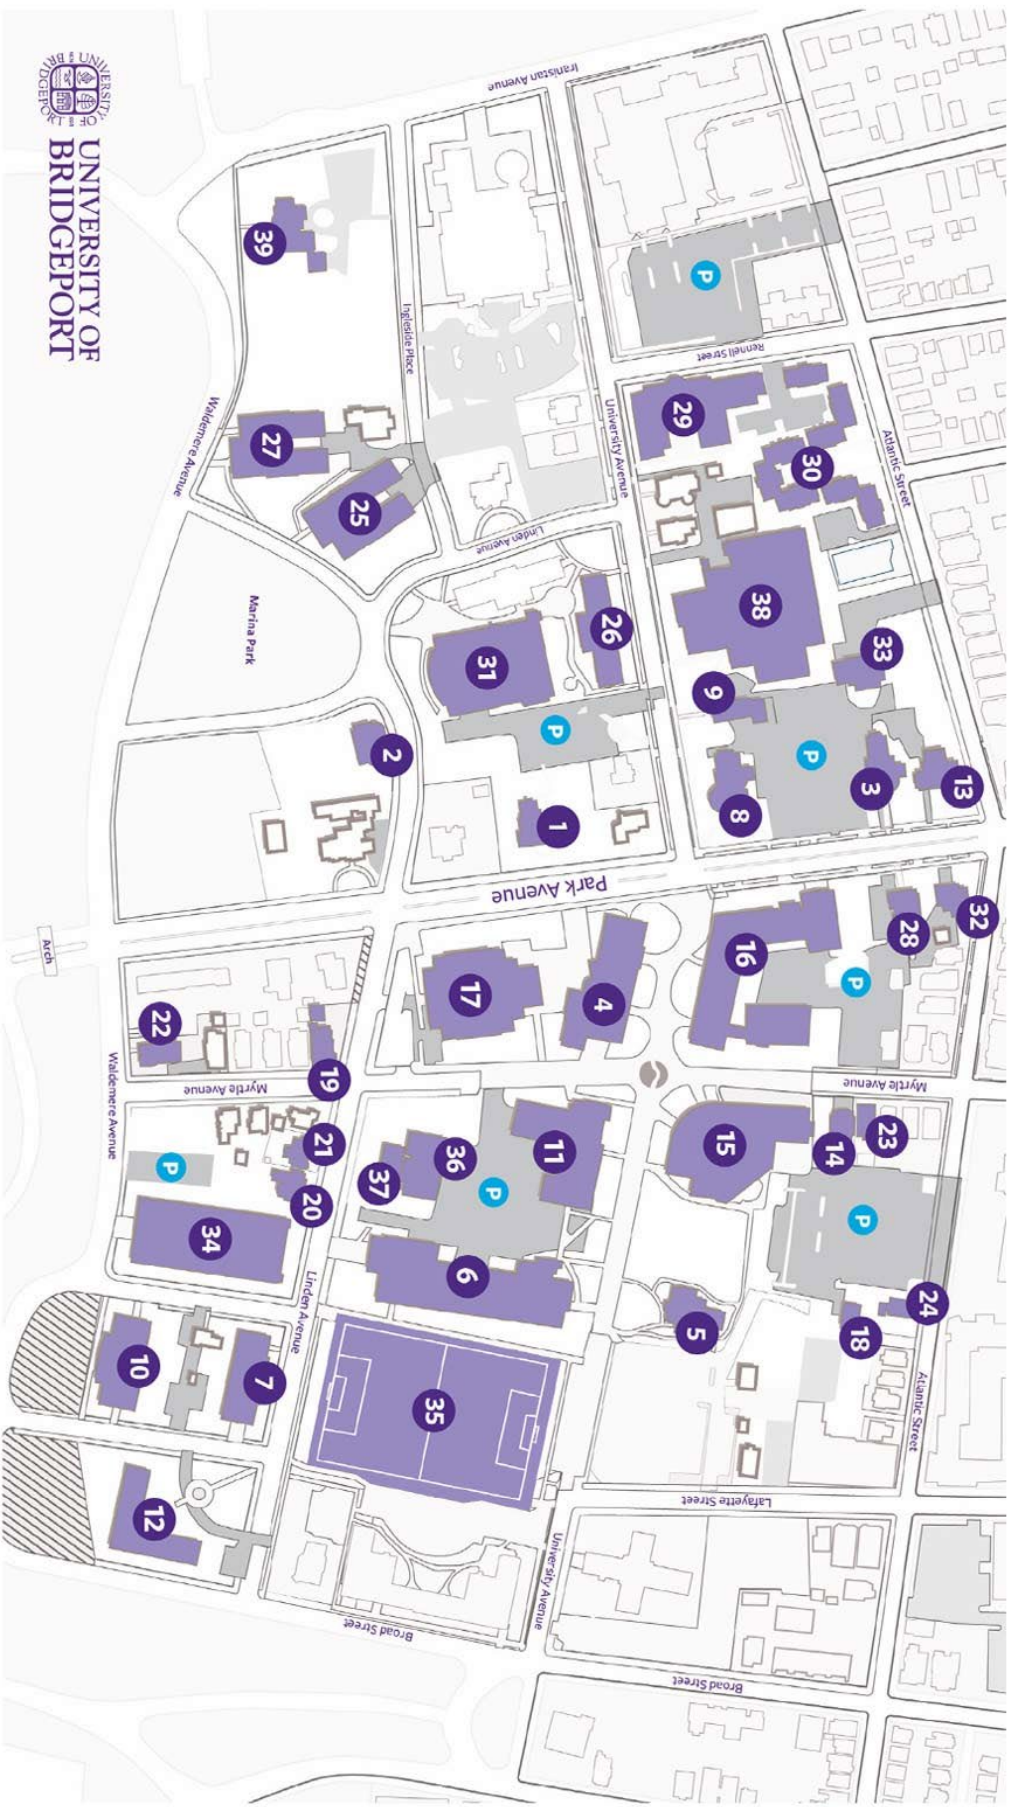 13
32
24
Atlantic Street
Atlantic Street
Myrtle Avenue
28
33
23
3
18
P
P
14
30
P
P
38
15
16
8
9
5
P
Rennell Street
Lafayette Street
Broad Street
29
University Avenue
26
4
Park Avenue
1
P
11
University Avenue
Iranistan Avenue
Linden Avenue
31
17
P
6
36
35
Ingleside Place
2
37
Broad Street
25
19
21
20
Linden Avenue
27
39
7
Marina Park
Myrtle Avenue
34
Waldemere Avenue
P
22
12
10
Waldemere Avenue
Arch
UNIVERSITY OF BRIDGEPORT
UNIVERSITY OF
BRIDGEPORT